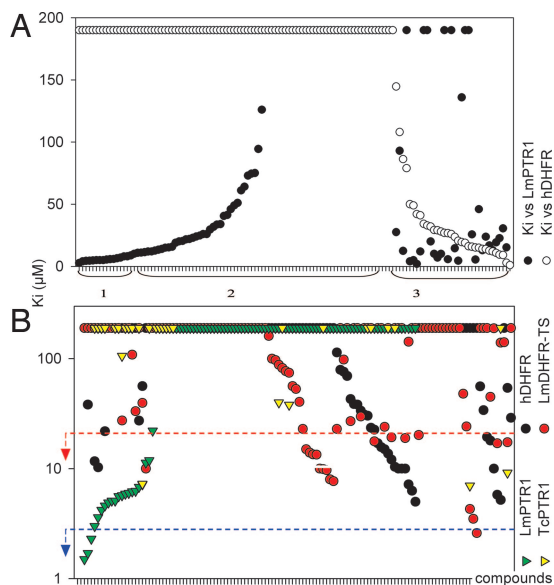 A
200
150
100
50
0
Ki (µM)
1
2
3
Ki vs LmPTR1
Ki vs hDHFR
B
100
10
1
hDHFR
LmDHFR-TS
LmPTR1
TcPTR1
compounds